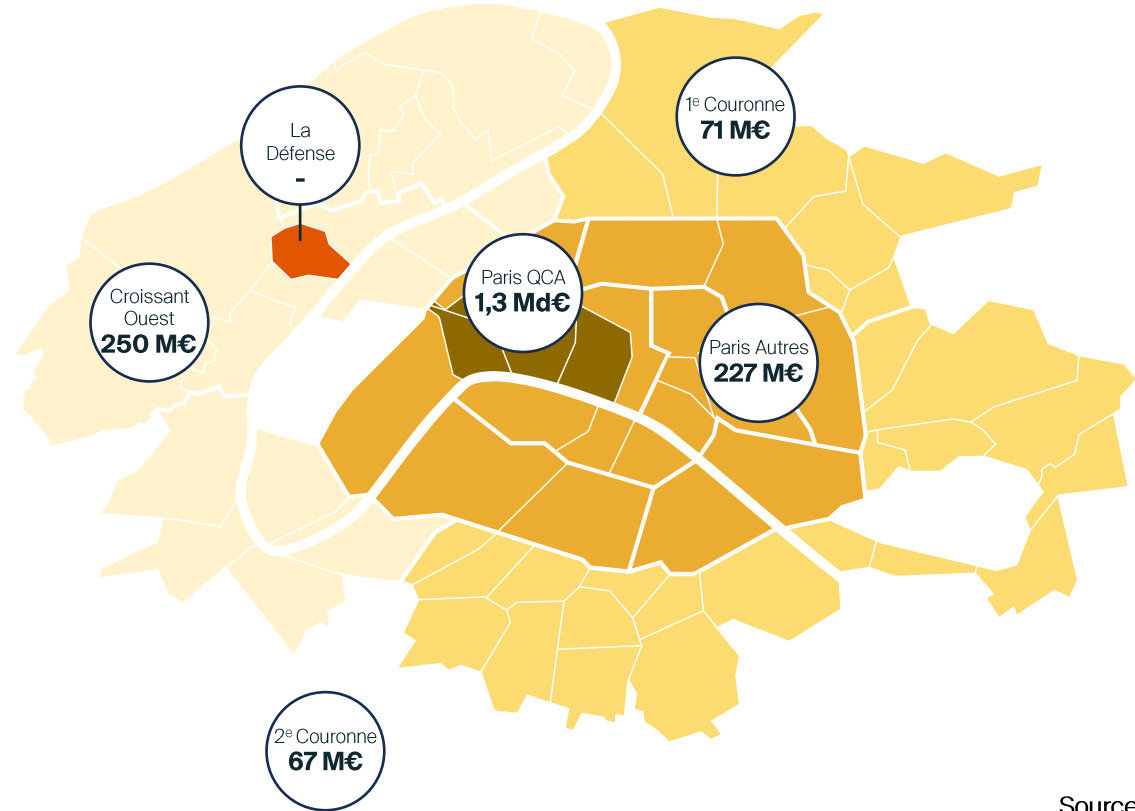 1e Couronne
71 M€
La
Défense
-
Paris QCA
1,3 Md€
Croissant
Ouest
250 M€
Paris Autres
227 M€
2e Couronne
67 M€
Source